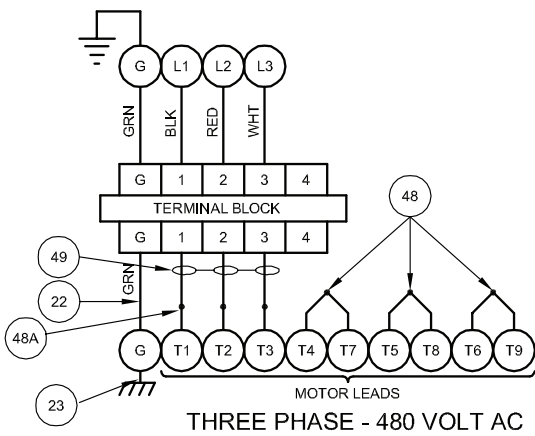 G L1 L2 L3
GRN BLK RED WHT
G 1 2 3 4
TERMINAL BLOCK
G 1 2 3 4
48
49
GRN
22
48A
G T1 T2 T3 T4 T7 T5 T8 T6 T9
23
MOTOR LEADS
THREE PHASE - 480 VOLT AC